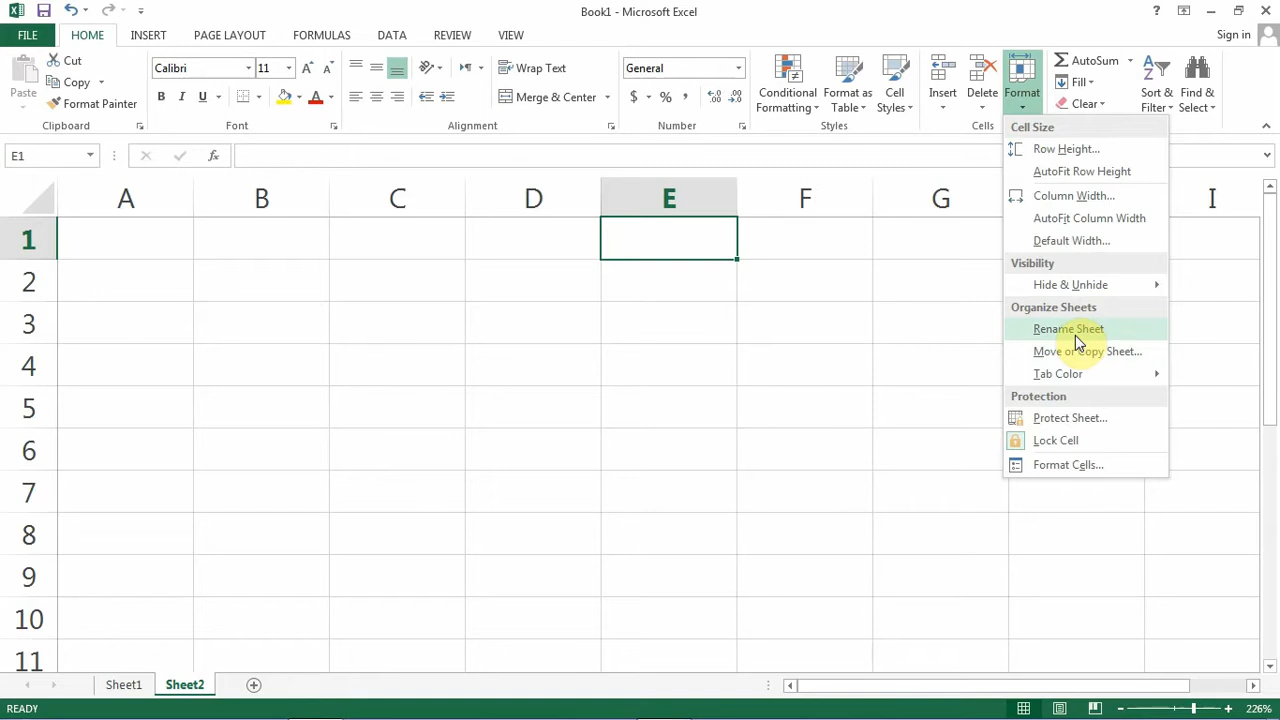 Book1 - Microsoft Excel
?
FILE HOME INSERT PAGE LAYOUT FORMULAS DATA REVIEW VIEW Sign in
Paste
Cut
Copy
Format Painter
Clipboard
Calibri 11
B I U
Font
Wrap Text
Merge & Center
Alignment
General
$ % ,
Number
Conditional Formatting
Format as Table
Cell Styles
Styles
Insert
Delete
Format
Cells
AutoSum
Fill
Clear
Sort & Filter
Find & Select
E1
fx
Cell Size
Row Height...
AutoFit Row Height
Column Width...
AutoFit Column Width
Default Width...
Visibility
Hide & Unhide
Organize Sheets
Rename Sheet
Move or Copy Sheet...
Tab Color
Protection
Protect Sheet...
Lock Cell
Format Cells...
A B C D E F G I
1
2
3
4
5
6
7
8
9
10
11
Sheet1 Sheet2
READY 226%